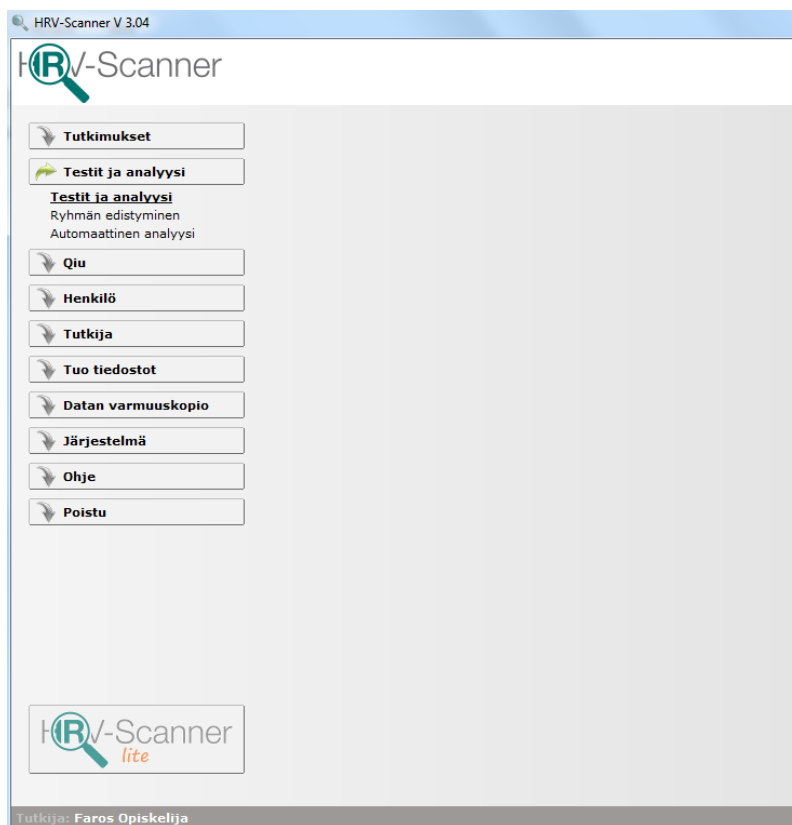 HRV-Scanner V 3.04
HRV-Scanner
Tutkimukset
Testit ja analyysi
Testit ja analyysi
Ryhmän edistyminen
Automaattinen analyysi
Qiu
Henkilö
Tutkija
Tuo tiedostot
Datan varmuuskopio
Järjestelmä
Ohje
Poistu
HRV-Scanner
lite
Tutkija: Faros Opiskelija